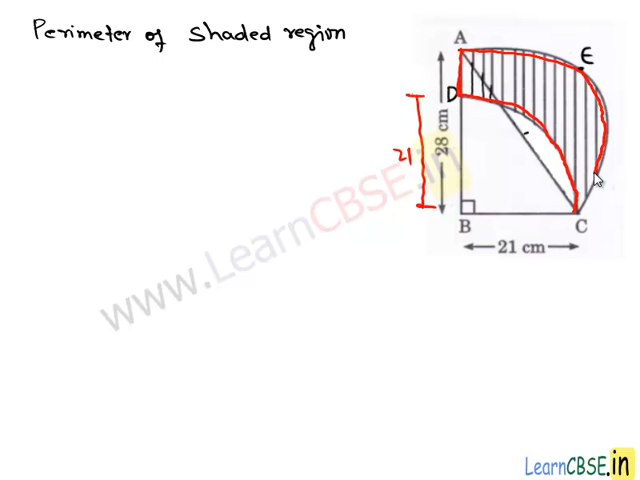 Perimeter of Shaded region
A
E
D
21
28 cm
B
C
21 cm
www.LearnCBSE.in
LearnCBSE.in